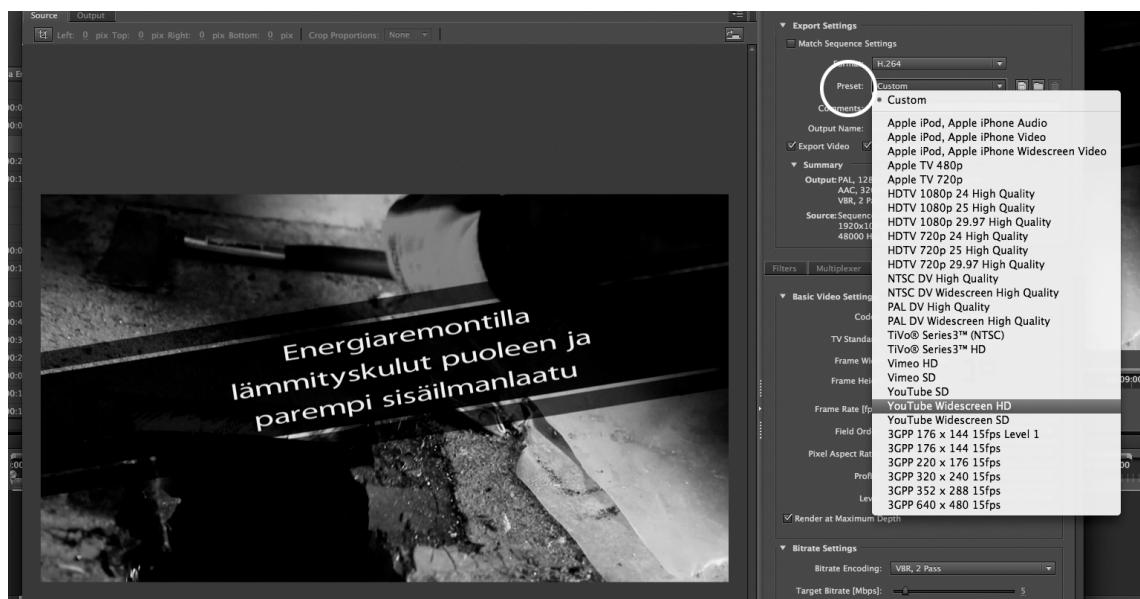 Source Output
Left: 0 pix Top: 0 pix Right: 0 pix Bottom: 0 pix Crop Proportions: None
Energiaremontilla
lämmityskulut puoleen ja
parempi sisäilmanlaatu
Export Settings
Match Sequence Settings
H.264
Preset: Custom
Comments:
Output Name:
Export Video
Summary
Output: PAL, 128
AAC, 320
VBR, 2 Pa
Source: Sequence
1920x10
48000 H
Filters Multiplexer
Basic Video Setting
Code
TV Standar
Frame Wi
Frame Hei
Frame Rate [fp
Field Ord
Pixel Aspect Rat
Profi
Lev
Render at Maximum Depth
Bitrate Settings
Bitrate Encoding: VBR, 2 Pass
Target Bitrate [Mbps]: 5
Custom
Apple iPod, Apple iPhone Audio
Apple iPod, Apple iPhone Video
Apple iPod, Apple iPhone Widescreen Video
Apple TV 480p
Apple TV 720p
HDTV 1080p 24 High Quality
HDTV 1080p 25 High Quality
HDTV 1080p 29.97 High Quality
HDTV 720p 24 High Quality
HDTV 720p 25 High Quality
HDTV 720p 29.97 High Quality
NTSC DV High Quality
NTSC DV Widescreen High Quality
PAL DV High Quality
PAL DV Widescreen High Quality
TiVo® Series3™ (NTSC)
TiVo® Series3™ HD
Vimeo HD
Vimeo SD
YouTube SD
YouTube Widescreen HD
YouTube Widescreen SD
3GPP 176 x 144 15fps Level 1
3GPP 176 x 144 15fps
3GPP 220 x 176 15fps
3GPP 320 x 240 15fps
3GPP 352 x 288 15fps
3GPP 640 x 480 15fps